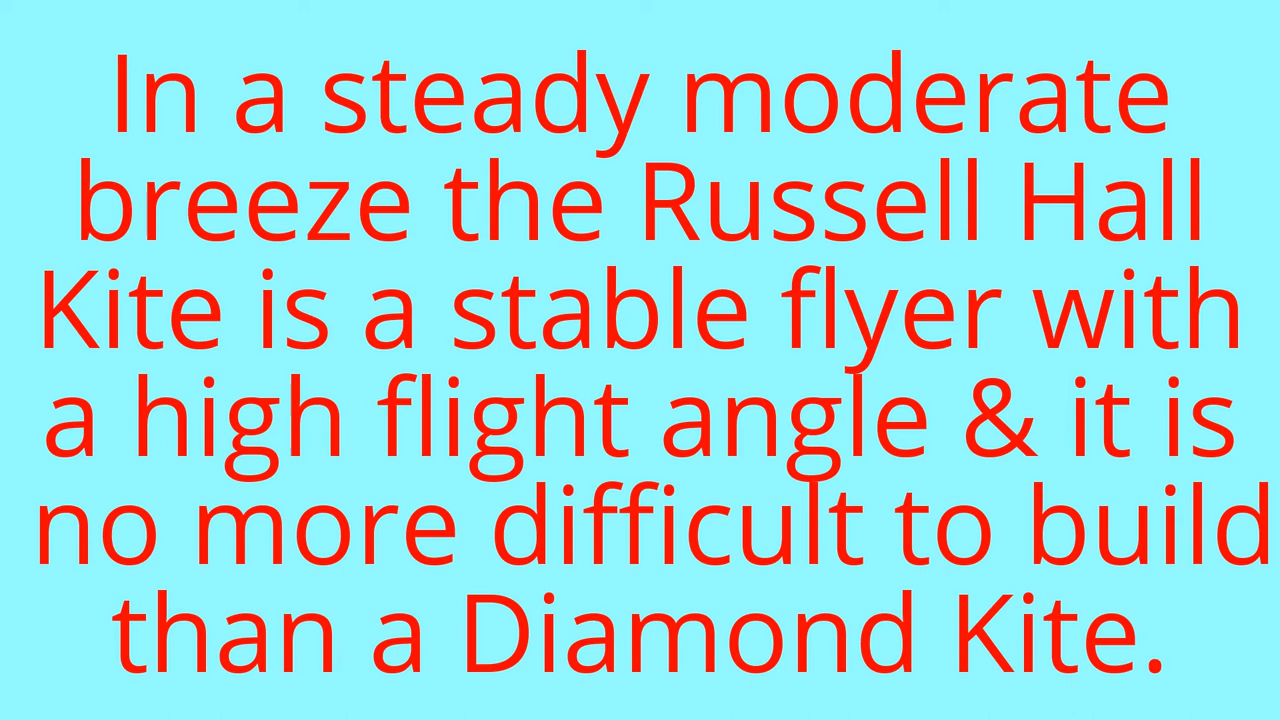 In a steady moderate
breeze the Russell Hall
Kite is a stable flyer with
a high flight angle & it is
no more difficult to build
than a Diamond Kite.